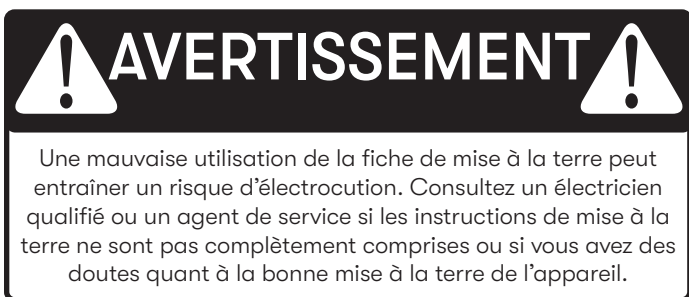 AVERTISSEMENT
Une mauvaise utilisation de la fiche de mise à la terre peut
entraîner un risque d'électrocution. Consultez un électricien
qualifié ou un agent de service si les instructions de mise à la
terre ne sont pas complètement comprises ou si vous avez des
doutes quant à la bonne mise à la terre de l'appareil.